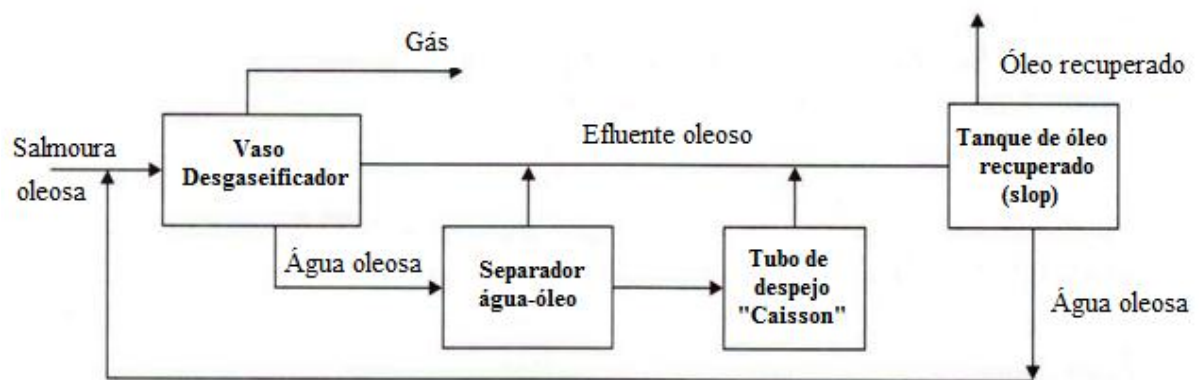 Gás
Óleo recuperado
Salmoura
oleosa
Vaso
Desgaseificador
Efluente oleoso
Tanque de óleo
recuperado
(slop)
Água oleosa
Separador
água-óleo
Tubo de
despejo
"Caisson"
Água oleosa